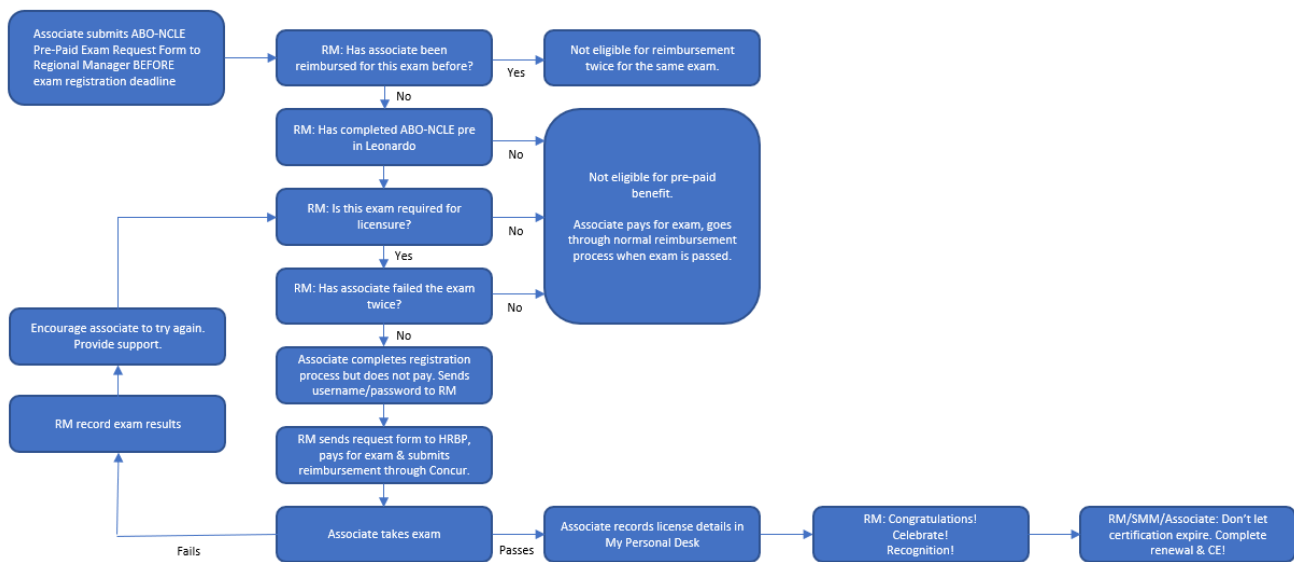 Associate submits ABO-NCLE
Pre-Paid Exam Request Form to
Regional Manager BEFORE
exam registration deadline
RM: Has associate been
reimbursed for this exam before?
Yes
Not eligible for reimbursement
twice for the same exam.
No
RM: Has completed ABO-NCLE pre
in Leonardo
No
Not eligible for pre-paid
benefit.
Associate pays for exam, goes
through normal reimbursement
process when exam is passed.
RM: Is this exam required for
licensure?
No
Yes
RM: Has associate failed the exam
twice?
No
No
Encourage associate to try again.
Provide support.
Associate completes registration
process but does not pay. Sends
username/password to RM
RM record exam results
RM sends request form to HRBP,
pays for exam & submits
reimbursement through Concur.
Associate takes exam
Fails
Passes
Associate records license details in
My Personal Desk
RM: Congratulations!
Celebrate!
Recognition!
RM/SMM/Associate: Don't let
certification expire. Complete
renewal & CE!